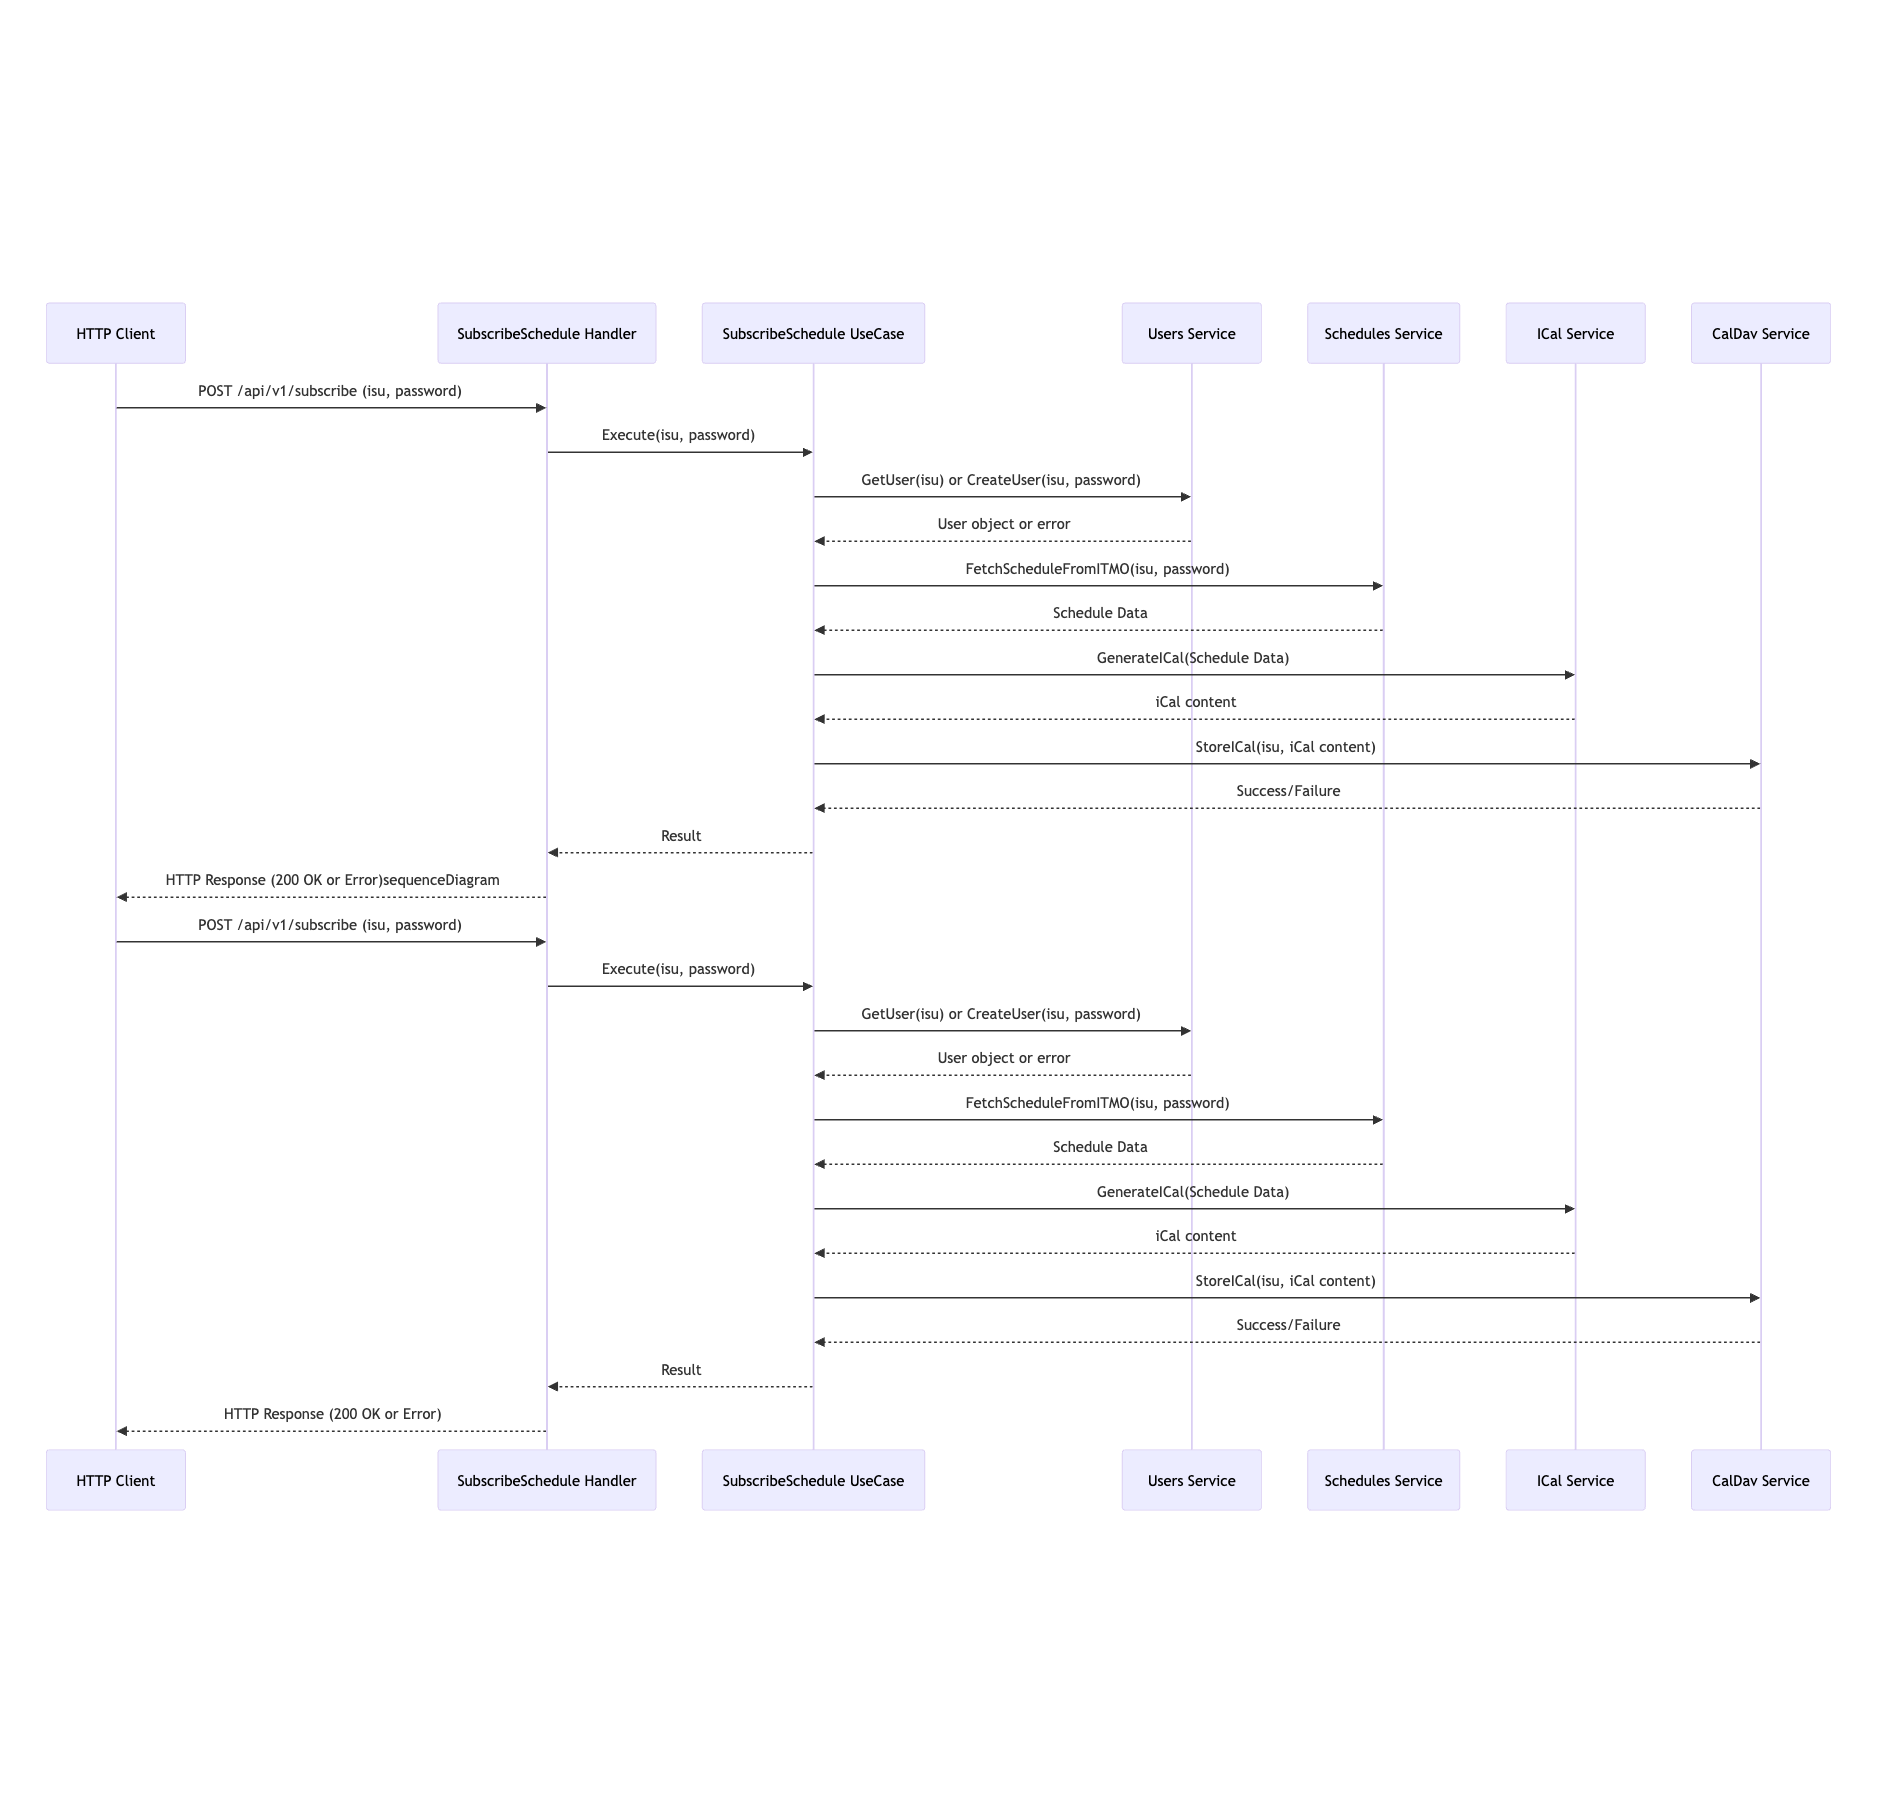 HTTP Client
SubscribeSchedule Handler
SubscribeSchedule UseCase
Users Service
Schedules Service
ICal Service
CalDav Service
POST /api/v1/subscribe (isu, password)
Execute(isu, password)
GetUser(isu) or CreateUser(isu, password)
User object or error
FetchScheduleFromITMO(isu, password)
Schedule Data
GenerateICal(Schedule Data)
iCal content
StoreICal(isu, iCal content)
Success/Failure
Result
HTTP Response (200 OK or Error)sequenceDiagram
POST /api/v1/subscribe (isu, password)
Execute(isu, password)
GetUser(isu) or CreateUser(isu, password)
User object or error
FetchScheduleFromITMO(isu, password)
Schedule Data
GenerateICal(Schedule Data)
iCal content
StoreICal(isu, iCal content)
Success/Failure
Result
HTTP Response (200 OK or Error)
HTTP Client
SubscribeSchedule Handler
SubscribeSchedule UseCase
Users Service
Schedules Service
ICal Service
CalDav Service